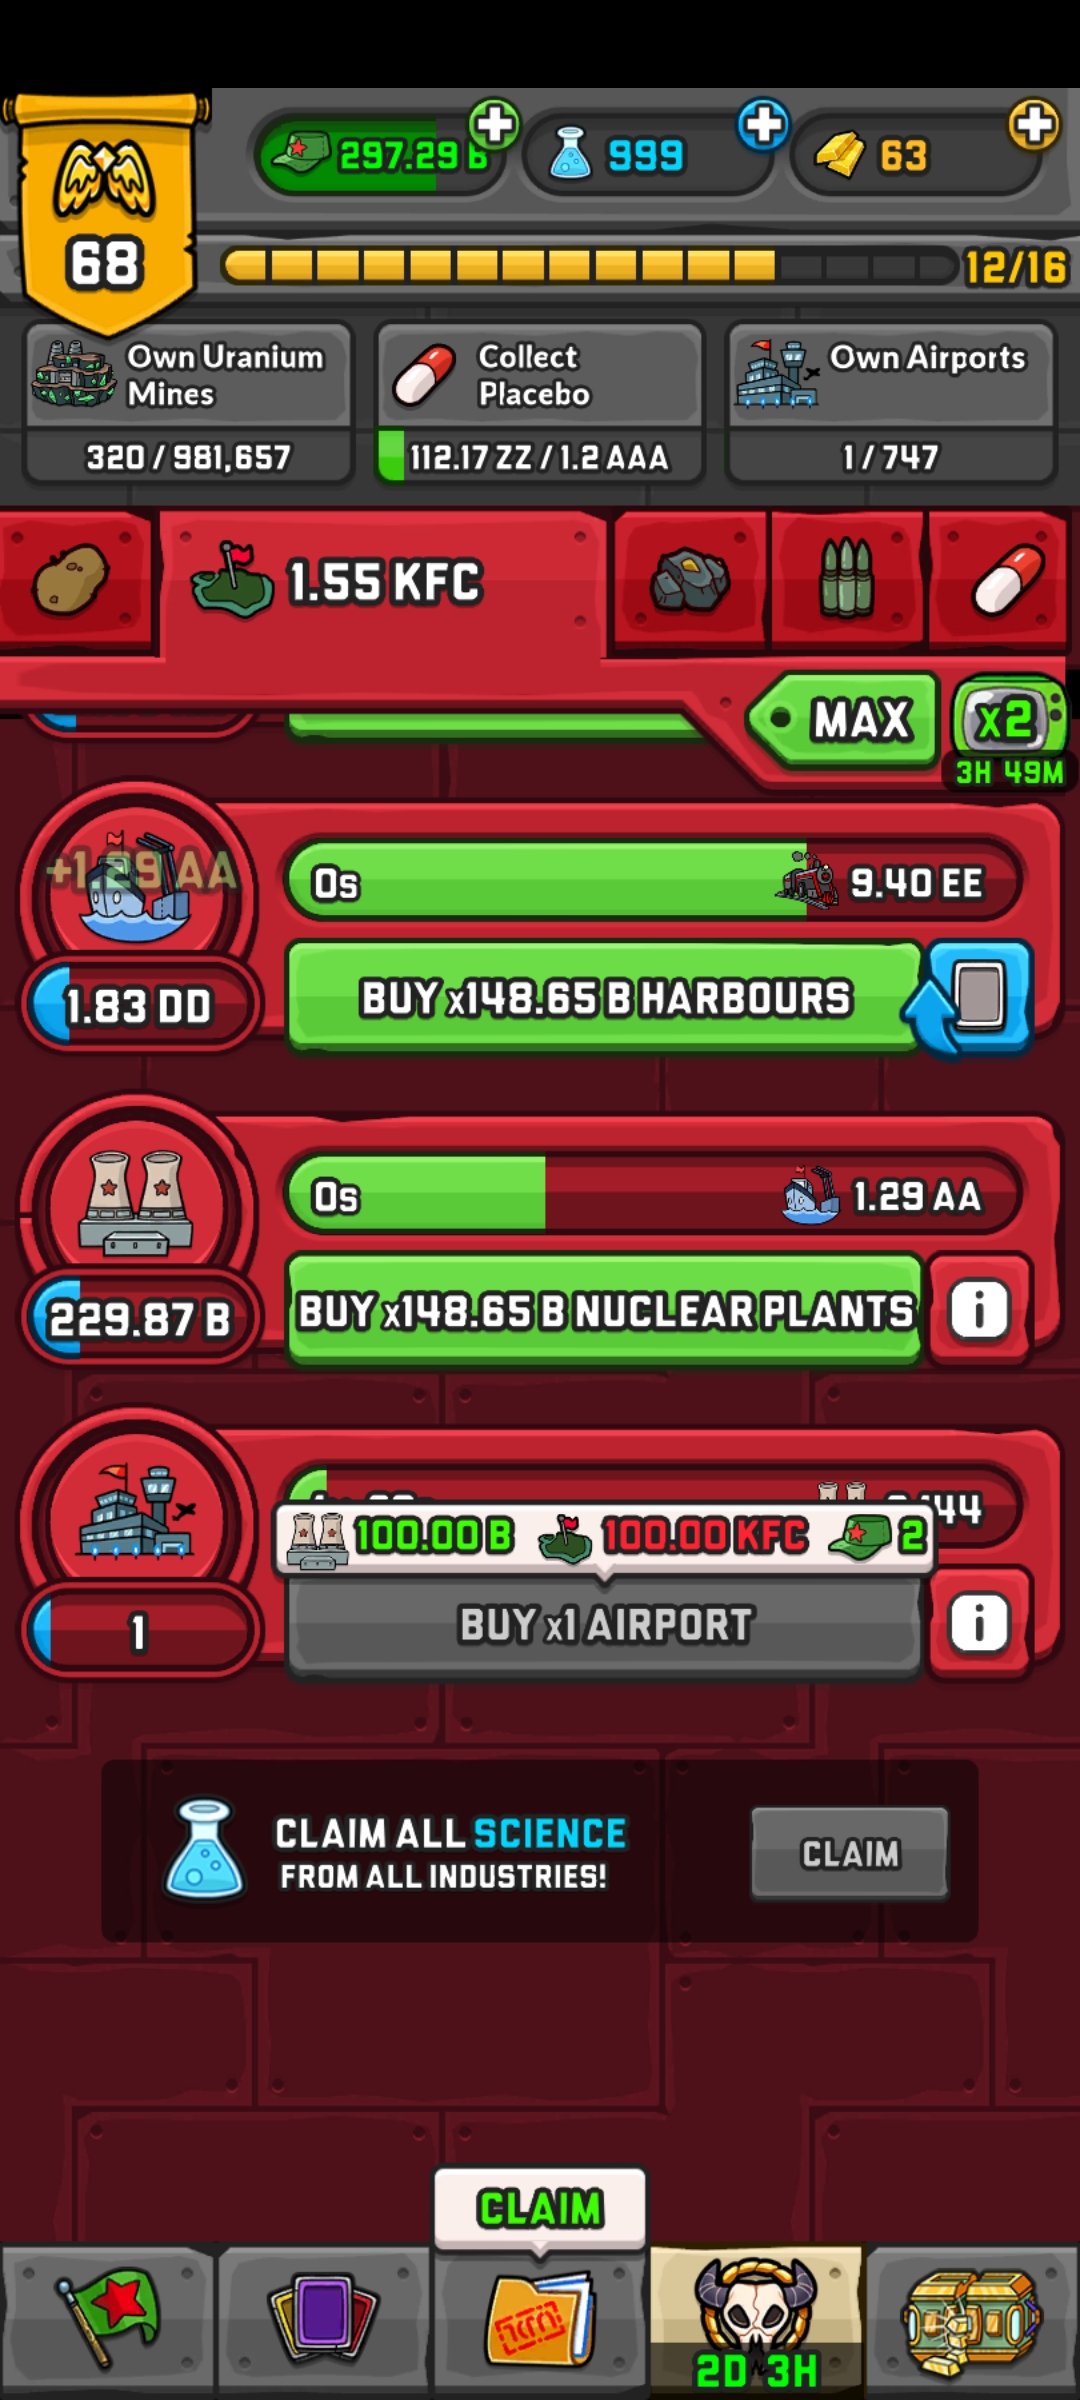 297.29 B
999
63
68
12/16
Own Uranium
Mines
320 / 981,657
Collect
Placebo
112.17 ZZ / 1.2 AAA
Own Airports
1 / 747
1.55 KFC
MAX
x2
3H 49M
+1.29 AA
0s
9.40 EE
1.83 DD
BUY x148.65 B HARBOURS
0s
1.29 AA
229.87 B
BUY x148.65 B NUCLEAR PLANTS
i
100.00 B
100.00 KFC
2
1
BUY x1 AIRPORT
i
CLAIM ALL SCIENCE
FROM ALL INDUSTRIES!
CLAIM
CLAIM
2D 3H